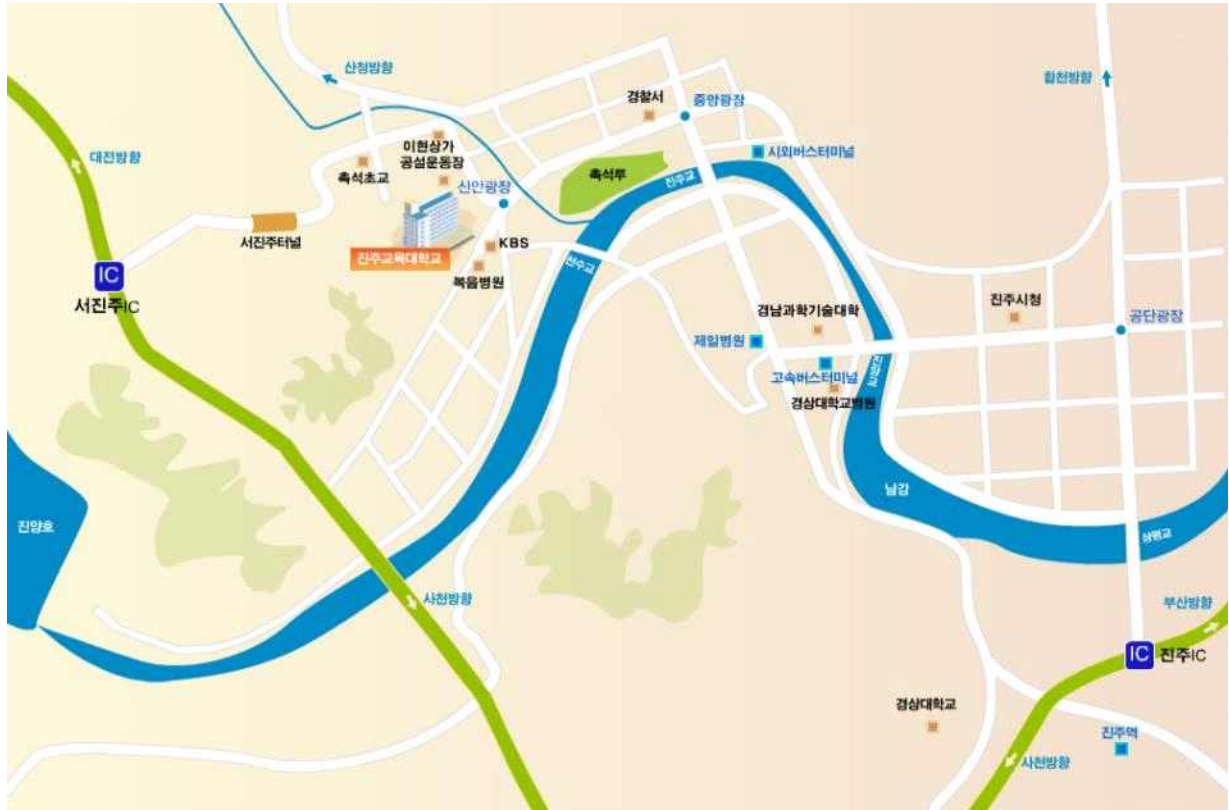 산청방향
합천방향
경찰서
중앙광장
대전방향
이현상가
공설운동장
시외버스터미널
촉석초교
촉석루
진주교
신안광장
서진주터널
KBS
진주교육대학교
천수교
복음병원
IC
서진주IC
경남과학기술대학
진주시청
공단광장
제일병원
고속버스터미널
경상대학교병원
남강
진양호
상평교
사천방향
부산방향
IC
진주IC
경상대학교
진주역
사천방향